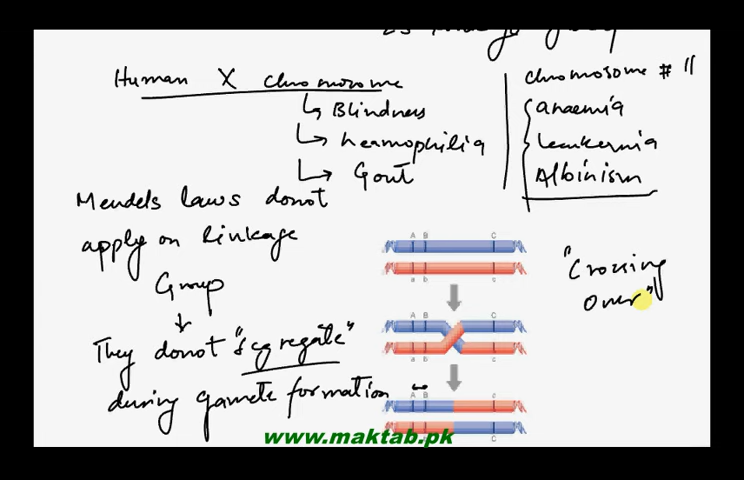 Human X chromosome
Blindness
haemophilia
Gout
chromosome # 11
anaemia
Leukemia
Albinism
Mendels laws donot
apply on linkage
Group
They donot "segregate"
during gamete formation
A B C
a b c
"Crossing
Over"
A B
a b
A B c
a b C
www.maktab.pk